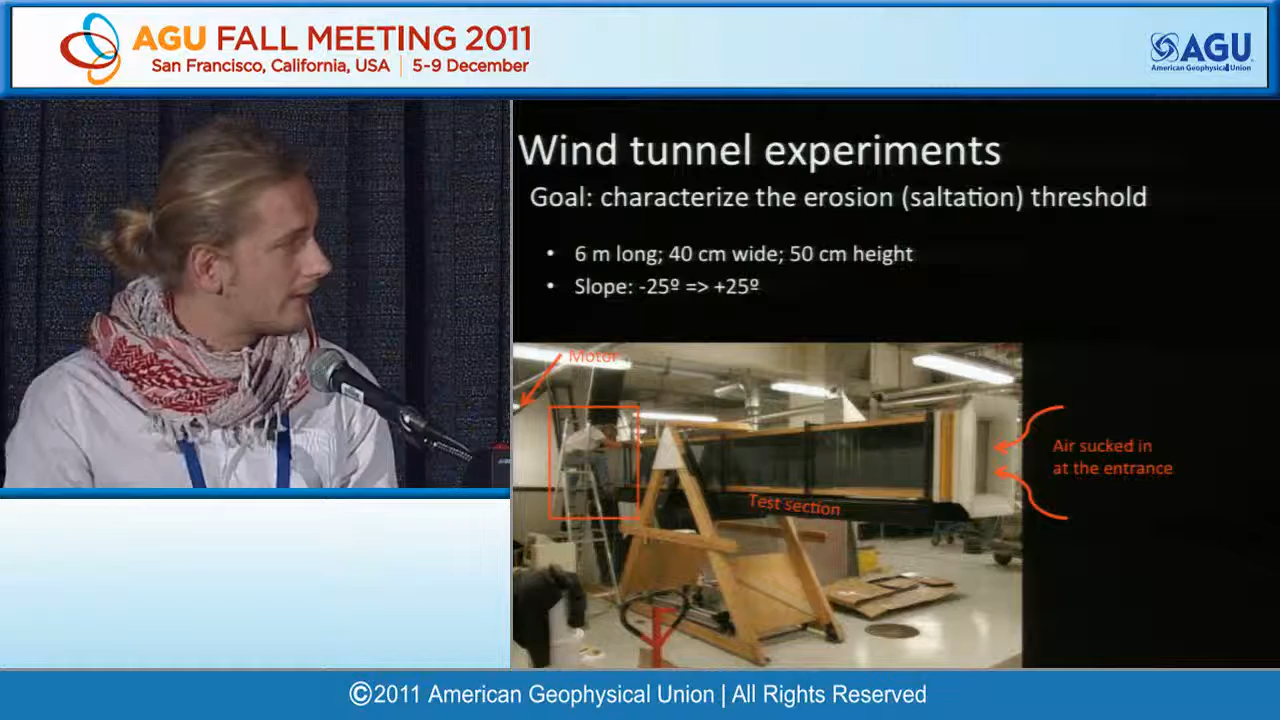 AGU FALL MEETING 2011
San Francisco, California, USA | 5-9 December
AGU
American Geophysical Union
Wind tunnel experiments
Goal: characterize the erosion (saltation) threshold
• 6 m long; 40 cm wide; 50 cm height
• Slope: -25º => +25º
Motor
Air sucked in
at the entrance
Test section
©2011 American Geophysical Union | All Rights Reserved